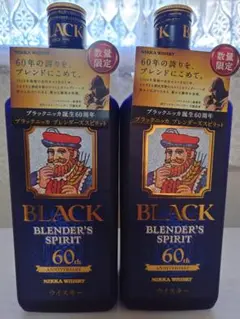 BLACK
数量
限定
60年の誇りを、
ブレンドにこめて。
ブラックニッカ誕生60周年
ブラックニッカ ブレンダーズスピリット
BLACK
BLENDER'S
SPIRIT
60th
ANNIVERSARY
NIKKA WHISKY
ウイスキー
BLACK
数量
限定
60年の誇りを、
ブレンドにこめて。
ブラックニッカ誕生60周年
ブラックニッカ ブレンダーズスピリット
BLACK
BLENDER'S
SPIRIT
60th
ANNIVERSARY
NIKKA WHISKY
ウイスキー